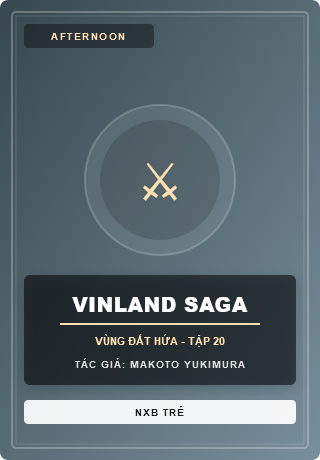 AFTERNOON
VINLAND SAGA
VÙNG ĐẤT HỨA - TẬP 20
TÁC GIẢ: MAKOTO YUKIMURA
NXB TRẺ